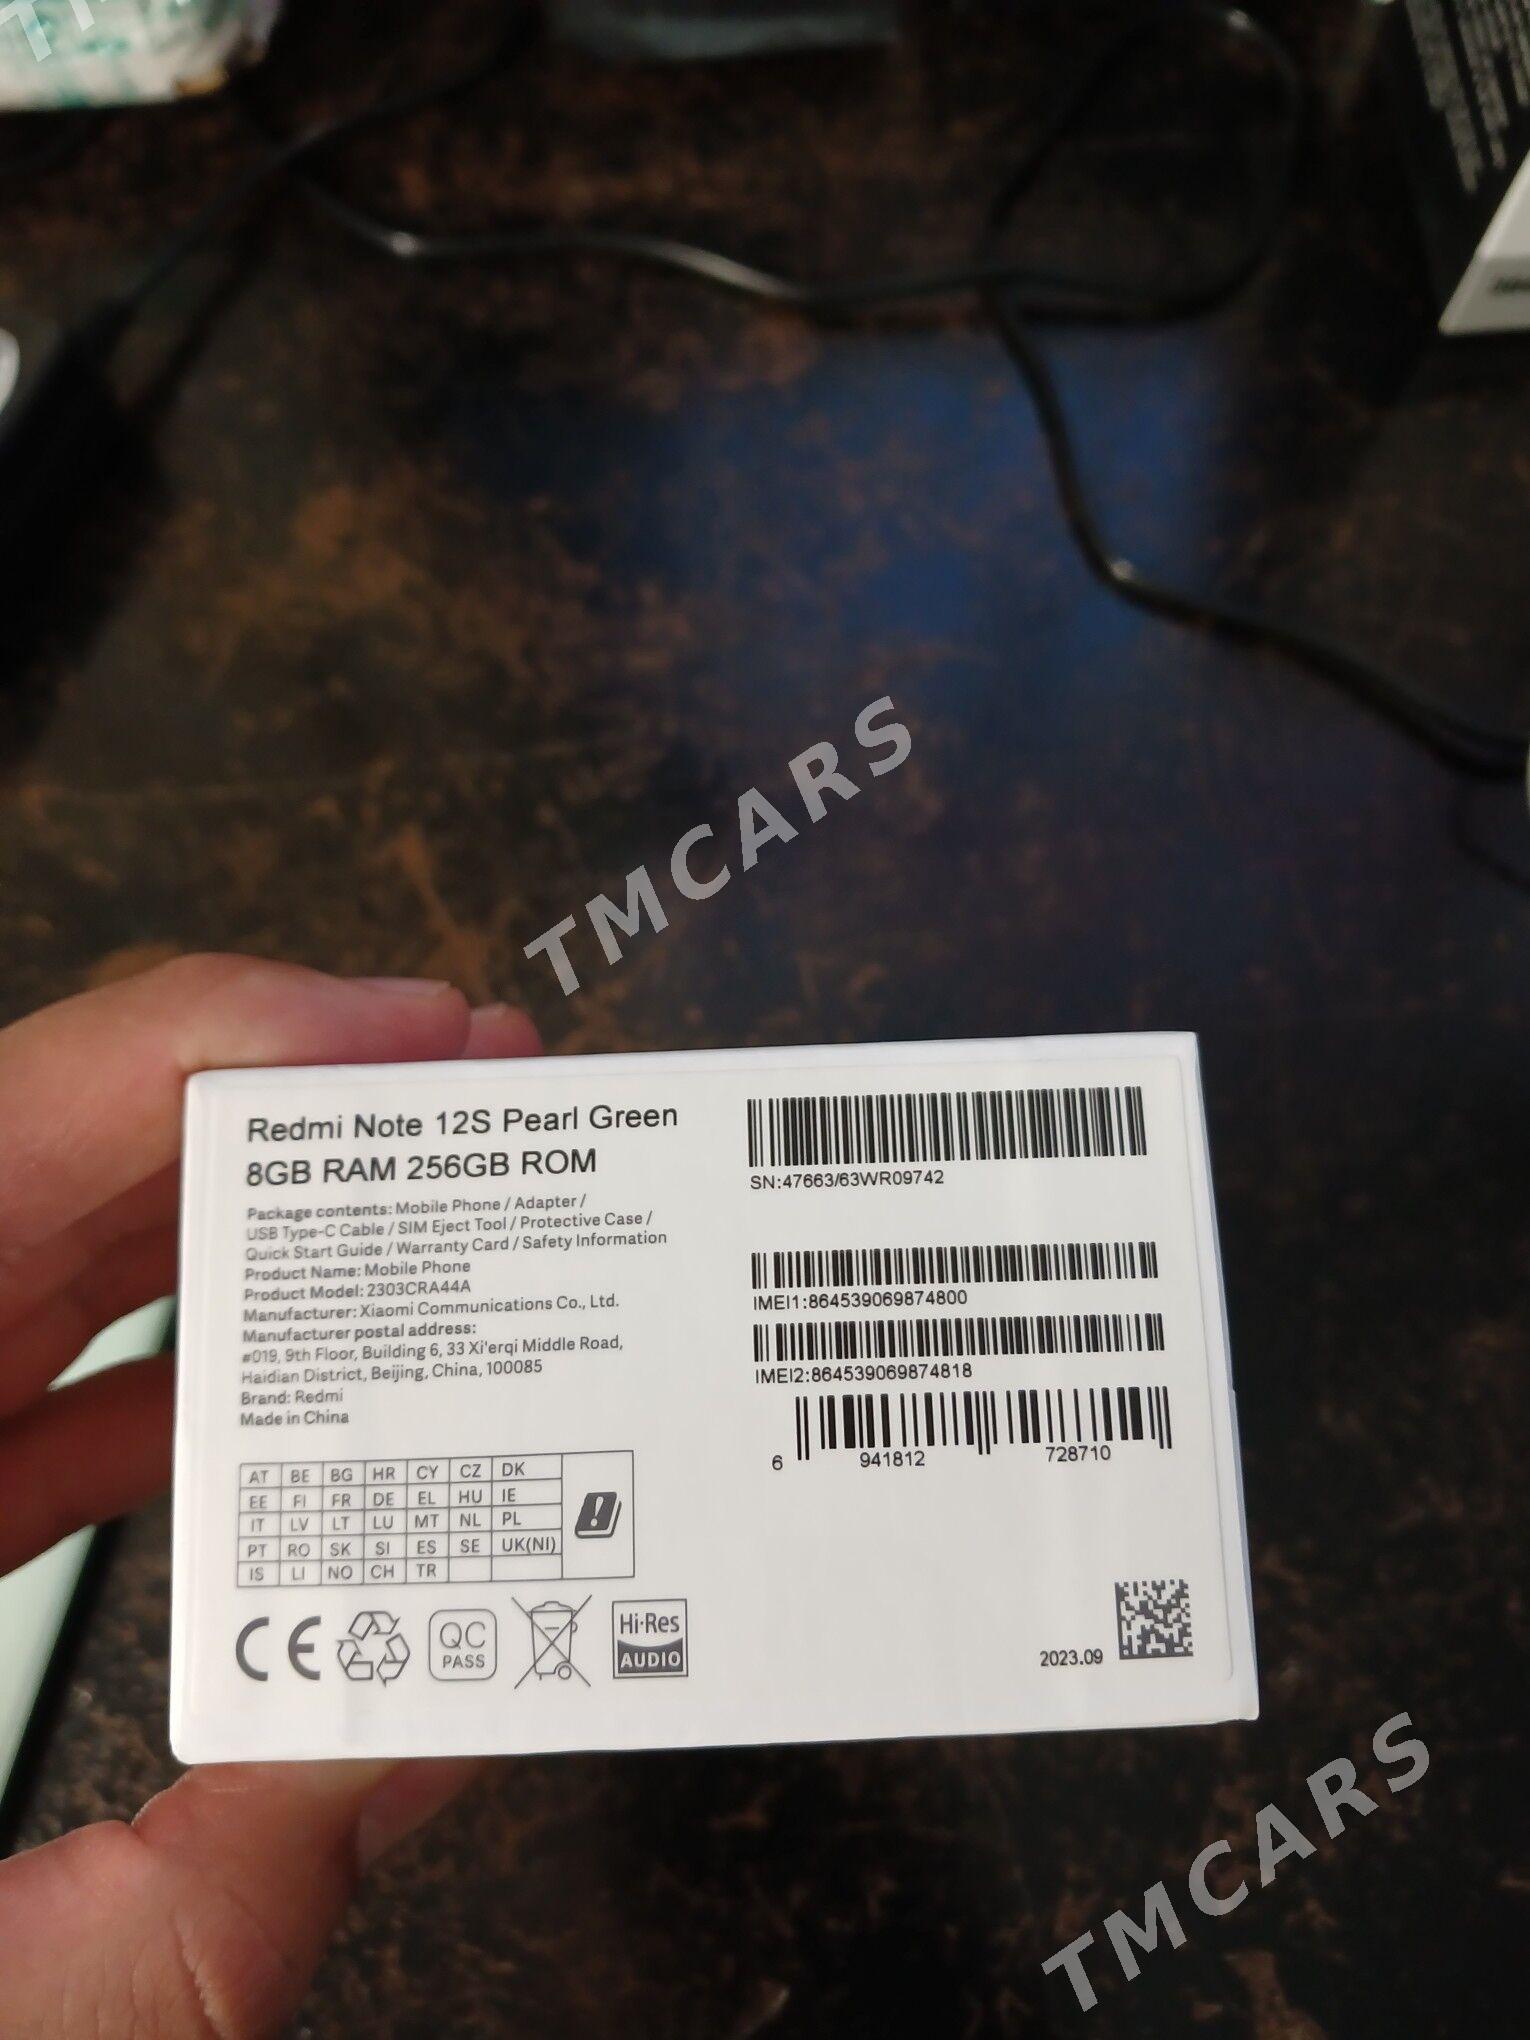 TMCARS
Redmi Note 12S Pearl Green
8GB RAM 256GB ROM
Package contents: Mobile Phone / Adapter /
USB Type-C Cable / SIM Eject Tool / Protective Case /
Quick Start Guide / Warranty Card / Safety Information
Product Name: Mobile Phone
Product Model: 2303CRA44A
Manufacturer: Xiaomi Communications Co., Ltd.
Manufacturer postal address:
#019, 9th Floor, Building 6, 33 Xi'erqi Middle Road,
Haidian District, Beijing, China, 100085
Brand: Redmi
Made in China
AT BE BG HR CY CZ DK
EE FI FR DE EL HU IE
IT LV LT LU MT NL PL
PT RO SK SI ES SE UK(NI)
IS LI NO CH TR
CE
QC
PASS
Hi-Res
AUDIO
SN:47663/63WR09742
IMEI1:864539069874800
IMEI2:864539069874818
6 941812 728710
2023.09
TMCARS